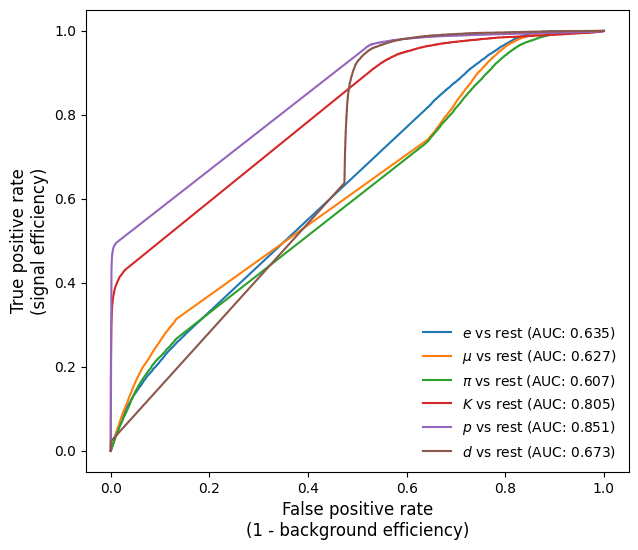 True positive rate
(signal efficiency)
1.0
0.8
0.6
0.4
0.2
0.0
e vs rest (AUC: 0.635)
μ vs rest (AUC: 0.627)
π vs rest (AUC: 0.607)
K vs rest (AUC: 0.805)
p vs rest (AUC: 0.851)
d vs rest (AUC: 0.673)
0.0 0.2 0.4 0.6 0.8 1.0
False positive rate
(1 - background efficiency)